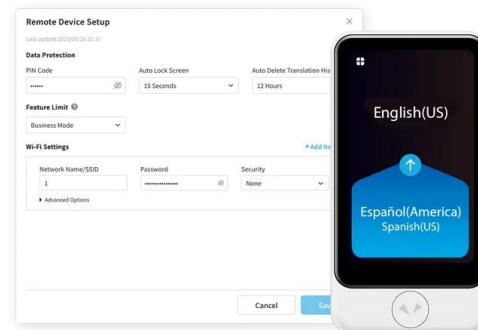 Remote Device Setup
Last update 2023/05/25 21:37
Data Protection
PIN Code
Auto Lock Screen
Auto Delete Translation His
••••••
15 Seconds
12 Hours
Feature Limit
Business Mode
Wi-Fi Settings
+ Add Ne
Network Name/SSID
Password
Security
1
••••••••••••••••
None
Advanced Options
Cancel
Sav
English(US)
Español(America)
Spanish(US)